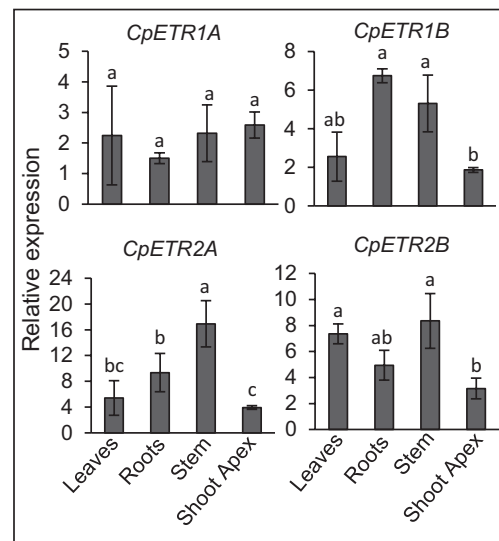 CpETR1A
CpETR1B
5
4
3
2
1
0
a
a
a
a
8
6
4
2
0
ab
a
a
b
Relative expression
CpETR2A
CpETR2B
24
20
16
12
8
4
0
bc
b
a
c
12
10
8
6
4
2
0
a
ab
a
b
Leaves
Roots
Stem
Shoot Apex
Leaves
Roots
Stem
Shoot Apex